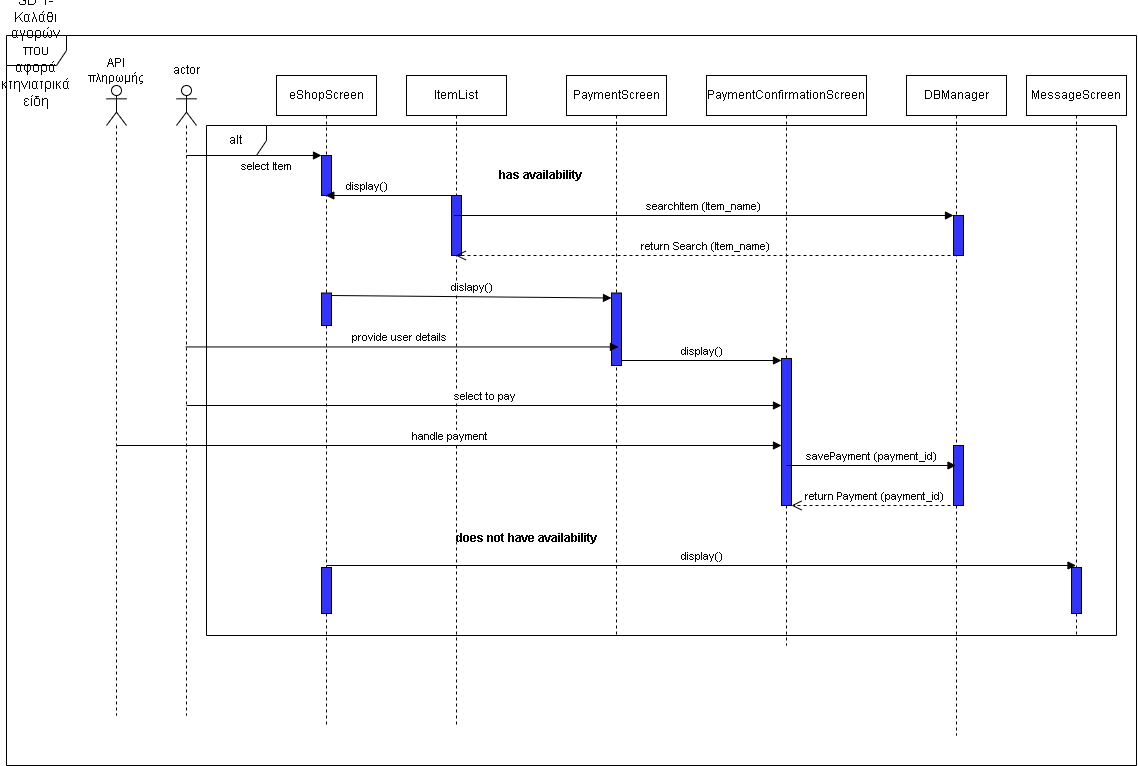 SD 1-
Καλάθι
αγορών
που
αφορά
κτηνιατρικά
είδη
API
πληρωμής
actor
eShopScreen
ItemList
PaymentScreen
PaymentConfirmationScreen
DBManager
MessageScreen
alt
select Item
has availability
display()
searchItem (Item_name)
return Search (Item_name)
dislapy()
provide user details
display()
select to pay
handle payment
savePayment (payment_id)
return Payment (payment_id)
does not have availability
display()